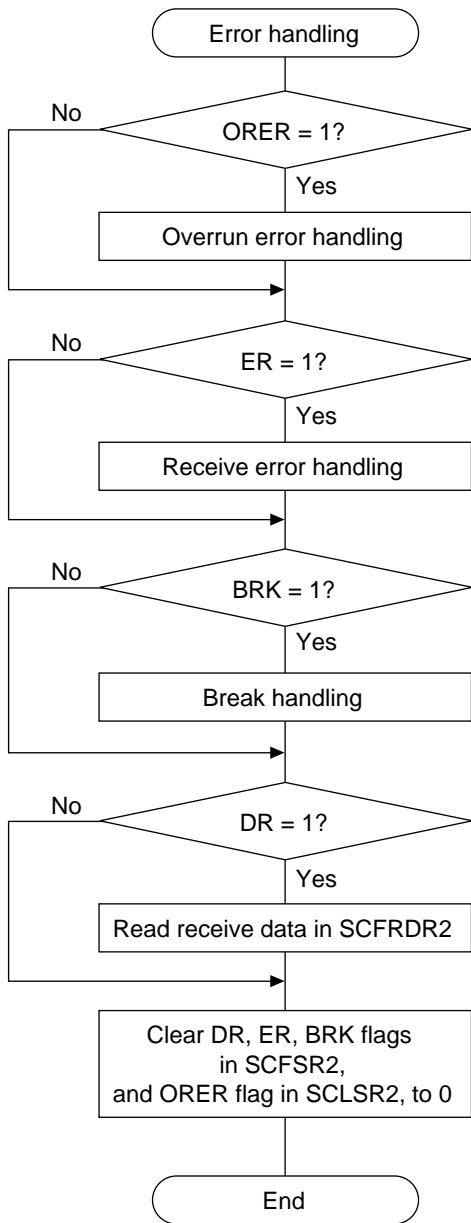 Error handling
No
ORER = 1?
Yes
Overrun error handling
No
ER = 1?
Yes
Receive error handling
No
BRK = 1?
Yes
Break handling
No
DR = 1?
Yes
Read receive data in SCFRDR2
Clear DR, ER, BRK flags
in SCFSR2,
and ORER flag in SCLSR2, to 0
End